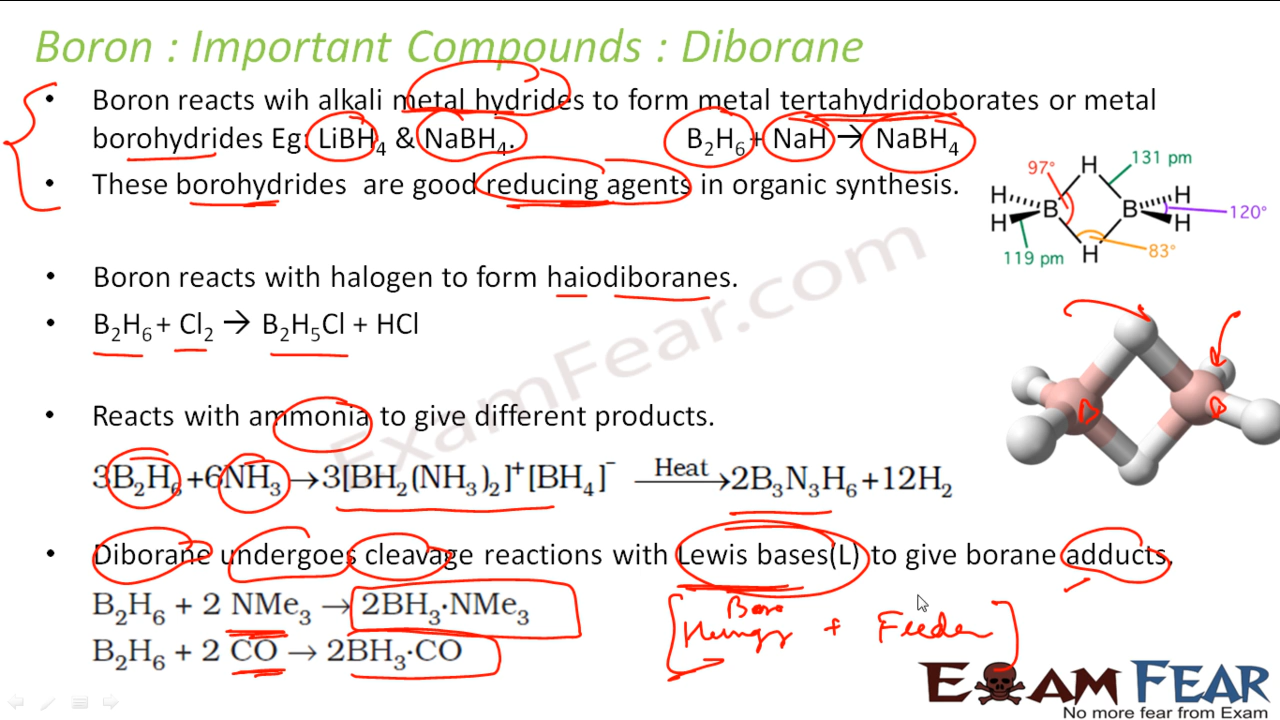 Boron : Important Compounds : Diborane
• Boron reacts wih alkali metal hydrides to form metal tertahydridoborates or metal
borohydrides Eg: LiBH₄ & NaBH₄. B₂H₆ + NaH → NaBH₄
• These borohydrides are good reducing agents in organic synthesis.
97°
H
131 pm
H
B
B
H
H
H
120°
119 pm
H
83°
• Boron reacts with halogen to form haiodiboranes.
• B₂H₆ + Cl₂ → B₂H₅Cl + HCl
• Reacts with ammonia to give different products.
3B₂H₆ +6NH₃ →3[BH₂(NH₃)₂]⁺[BH₄]⁻ Heat→ 2B₃N₃H₆ +12H₂
• Diborane undergoes cleavage reactions with Lewis bases(L) to give borane adducts,
B₂H₆ + 2 NMe₃ → 2BH₃·NMe₃
B₂H₆ + 2 CO → 2BH₃·CO
Boro
Hungry + Feeder
EXAM FEAR
No more fear from Exam
ExamFear.com